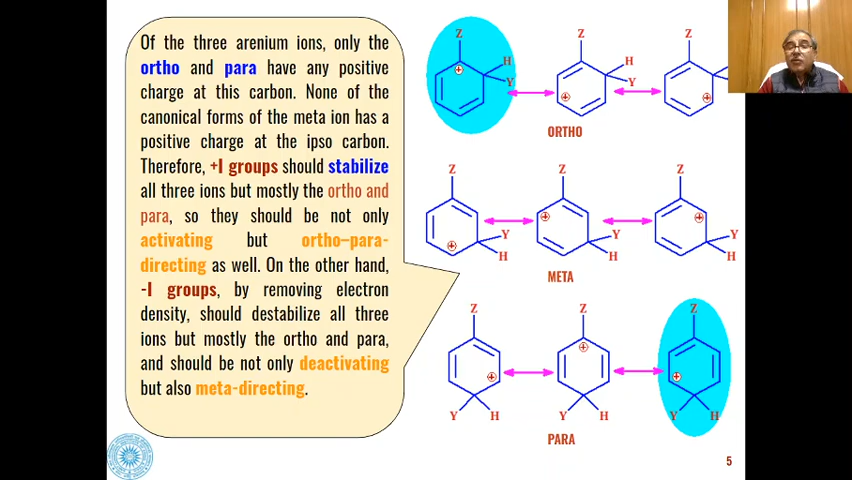 Of the three arenium ions, only the
ortho and para have any positive
charge at this carbon. None of the
canonical forms of the meta ion has a
positive charge at the ipso carbon.
Therefore, +I groups should stabilize
all three ions but mostly the ortho and
para, so they should be not only
activating but ortho–para-
directing as well. On the other hand,
-I groups, by removing electron
density, should destabilize all three
ions but mostly the ortho and para,
and should be not only deactivating
but also meta-directing.
Z Z Z
H H
Y Y
ORTHO
Z Z Z
Y Y Y
H H H
META
Z Z Z
Y H Y H Y H
PARA
5